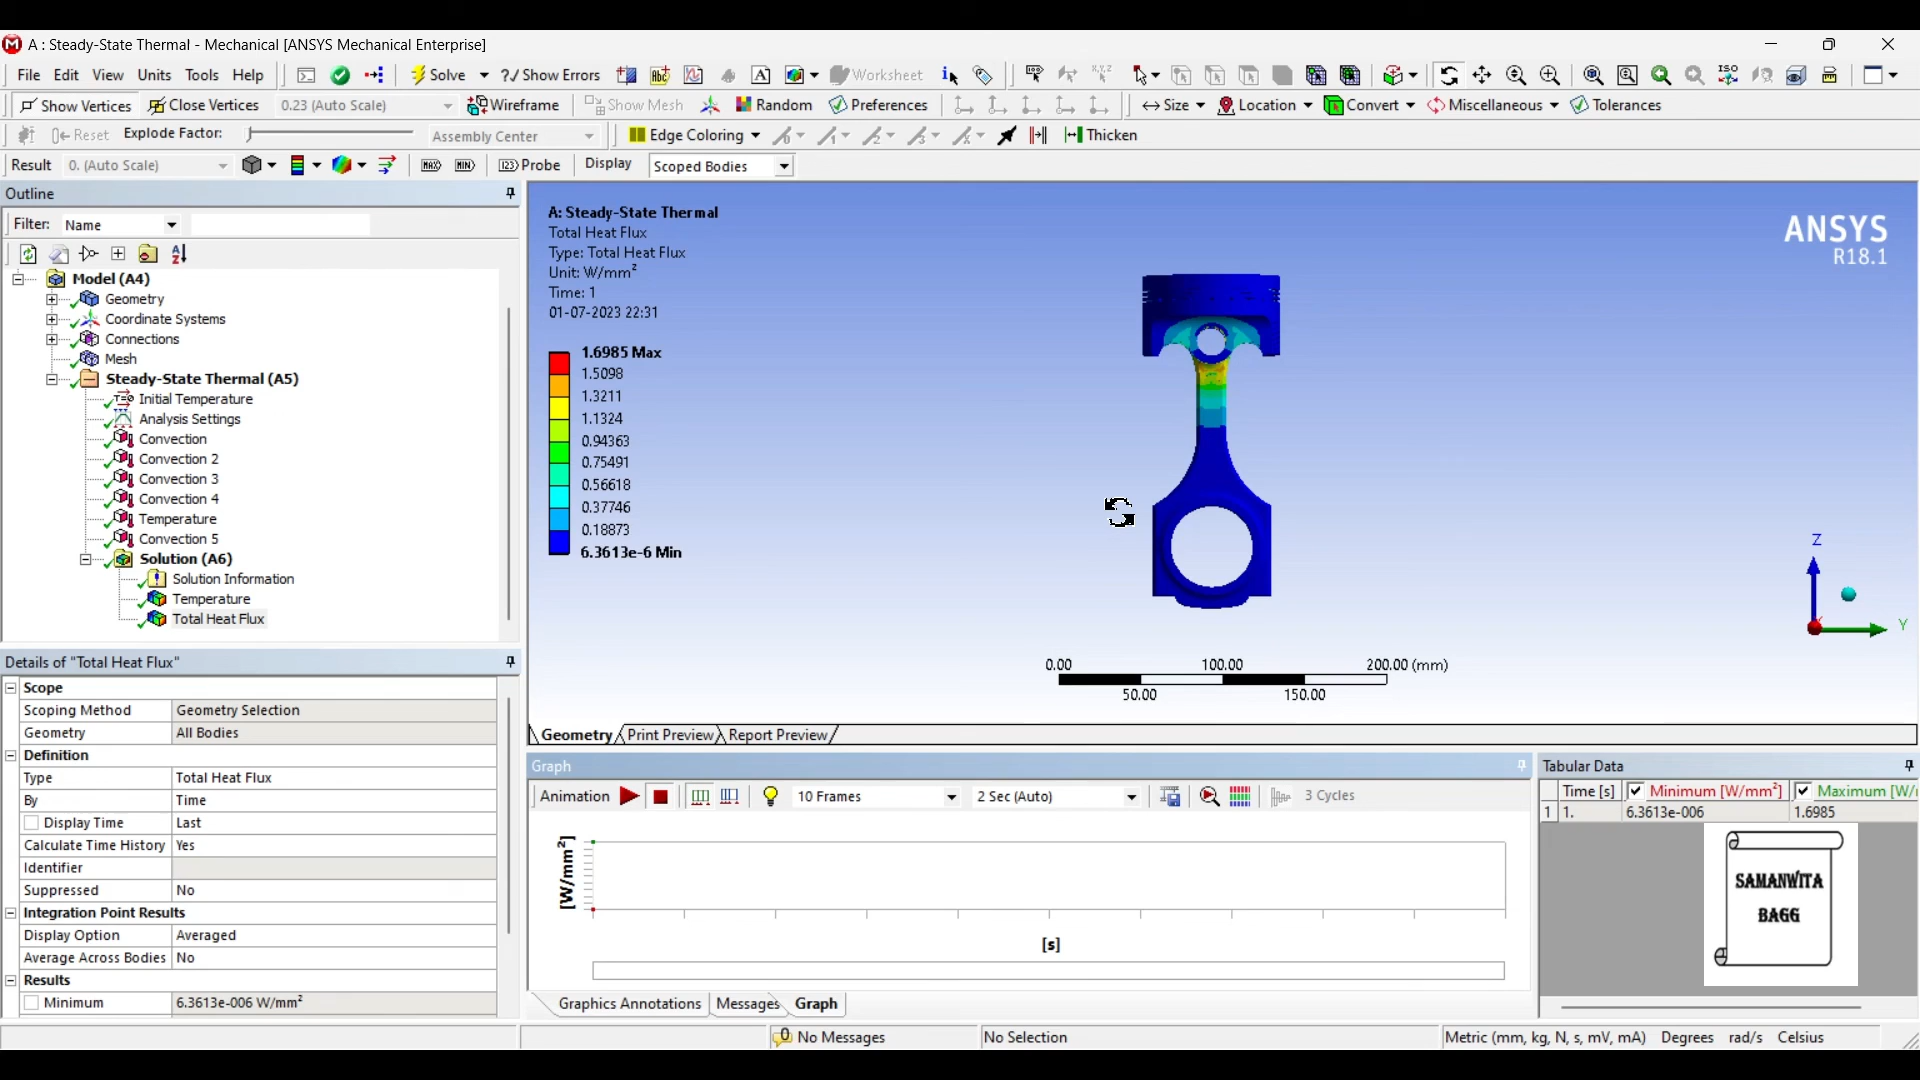 A : Steady-State Thermal - Mechanical [ANSYS Mechanical Enterprise]
File Edit View Units Tools Help Solve ?/ Show Errors Worksheet
Show Vertices Close Vertices 0.23 (Auto Scale) Wireframe Show Mesh Random Preferences Size Location Convert Miscellaneous Tolerances
Reset Explode Factor: Assembly Center Edge Coloring Thicken
Result 0. (Auto Scale) MAX MIN Probe Display Scoped Bodies
Outline
Filter: Name
Model (A4)
Geometry
Coordinate Systems
Connections
Mesh
Steady-State Thermal (A5)
Initial Temperature
Analysis Settings
Convection
Convection 2
Convection 3
Convection 4
Temperature
Convection 5
Solution (A6)
Solution Information
Temperature
Total Heat Flux
A: Steady-State Thermal
Total Heat Flux
Type: Total Heat Flux
Unit: W/mm²
Time: 1
01-07-2023 22:31
1.6985 Max
1.5098
1.3211
1.1324
0.94363
0.75491
0.56618
0.37746
0.18873
6.3613e-6 Min
ANSYS
R18.1
Z
Y
0.00 100.00 200.00 (mm)
50.00 150.00
Geometry Print Preview Report Preview
Details of "Total Heat Flux"
Scope
Scoping Method Geometry Selection
Geometry All Bodies
Definition
Type Total Heat Flux
By Time
Display Time Last
Calculate Time History Yes
Identifier
Suppressed No
Integration Point Results
Display Option Averaged
Average Across Bodies No
Results
Minimum 6.3613e-006 W/mm²
Graph
Animation 10 Frames 2 Sec (Auto) 3 Cycles
[W/mm²]
[s]
Graphics Annotations Messages Graph
Tabular Data
Time [s] Minimum [W/mm²] Maximum [W/
1 1. 6.3613e-006 1.6985
SAMANWITA
BAGG
No Messages No Selection Metric (mm, kg, N, s, mV, mA) Degrees rad/s Celsius